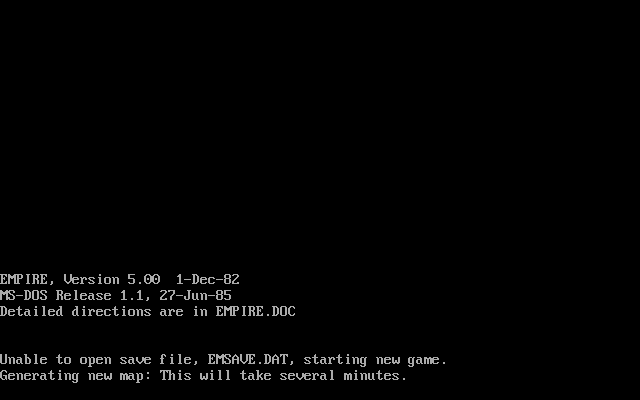 EMPIRE, Version 5.00  1-Dec-82
MS-DOS Release 1.1, 27-Jun-85
Detailed directions are in EMPIRE.DOC
Unable to open save file, EMSAVE.DAT, starting new game.
Generating new map: This will take several minutes.